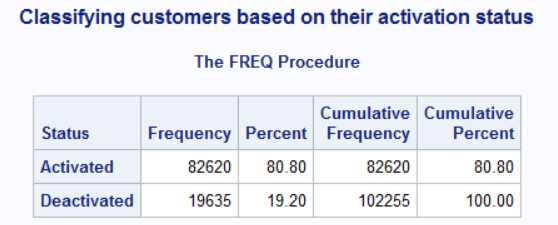 Classifying customers based on their activation status
The FREQ Procedure
Status Frequency Percent Cumulative Frequency Cumulative Percent
Activated 82620 80.80 82620 80.80
Deactivated 19635 19.20 102255 100.00